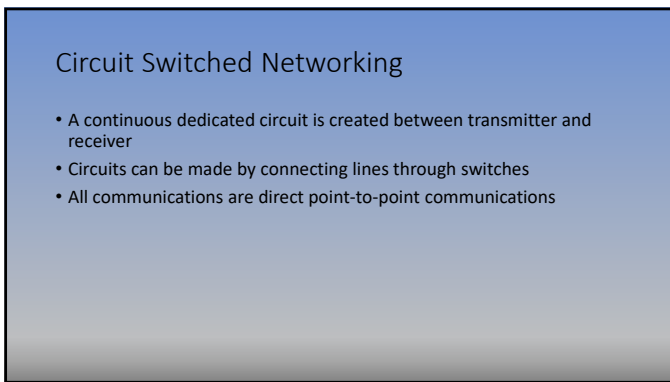 Circuit Switched Networking
• A continuous dedicated circuit is created between transmitter and
receiver
• Circuits can be made by connecting lines through switches
• All communications are direct point-to-point communications